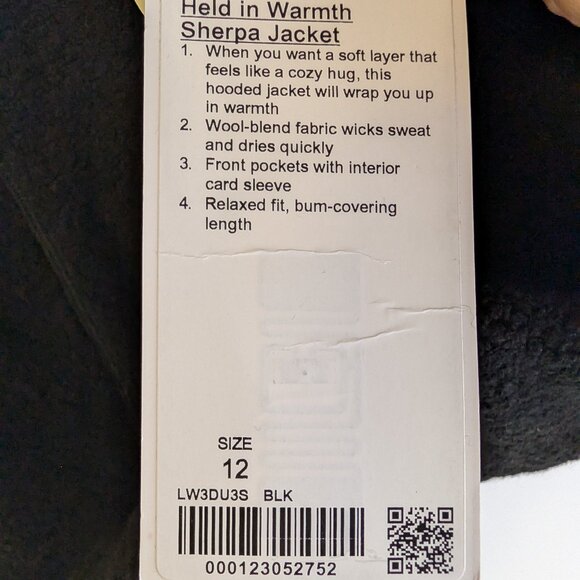 Held in Warmth
Sherpa Jacket
1. When you want a soft layer that
feels like a cozy hug, this
hooded jacket will wrap you up
in warmth
2. Wool-blend fabric wicks sweat
and dries quickly
3. Front pockets with interior
card sleeve
4. Relaxed fit, bum-covering
length
SIZE
12
LW3DU3S BLK
000123052752